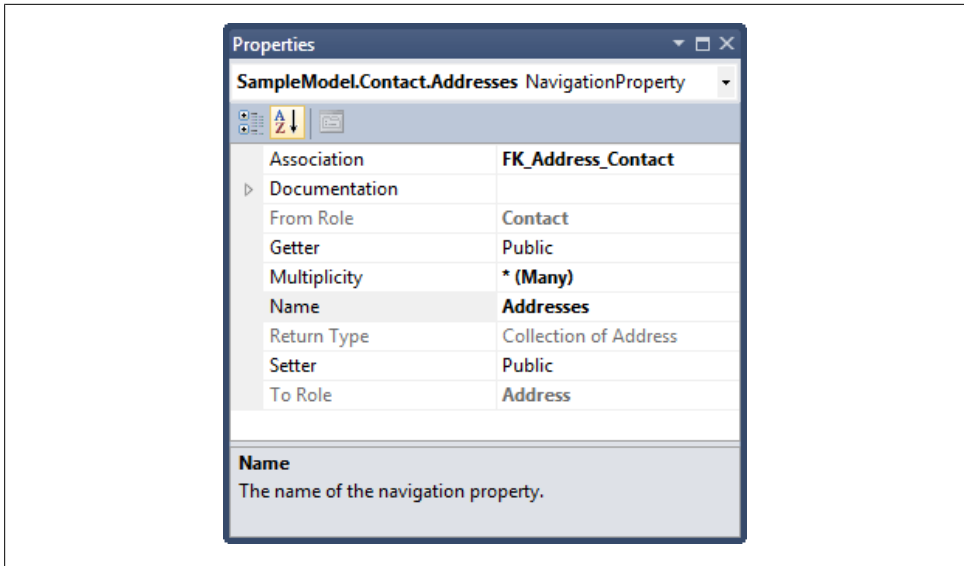 Properties
SampleModel.Contact.Addresses NavigationProperty
A
Z
Association FK_Address_Contact
Documentation
From Role Contact
Getter Public
Multiplicity * (Many)
Name Addresses
Return Type Collection of Address
Setter Public
To Role Address
Name
The name of the navigation property.